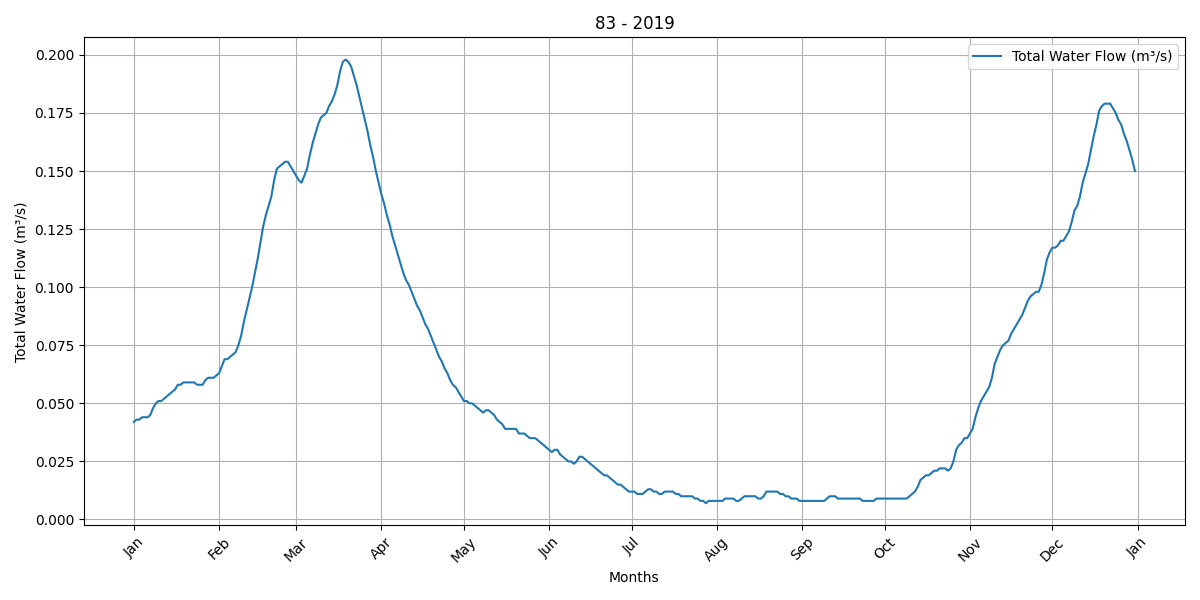 83 - 2019
Total Water Flow (m³/s)
Total Water Flow (m³/s)
0.200
0.175
0.150
0.125
0.100
0.075
0.050
0.025
0.000
Jan Feb Mar Apr May Jun Jul Aug Sep Oct Nov Dec Jan
Months